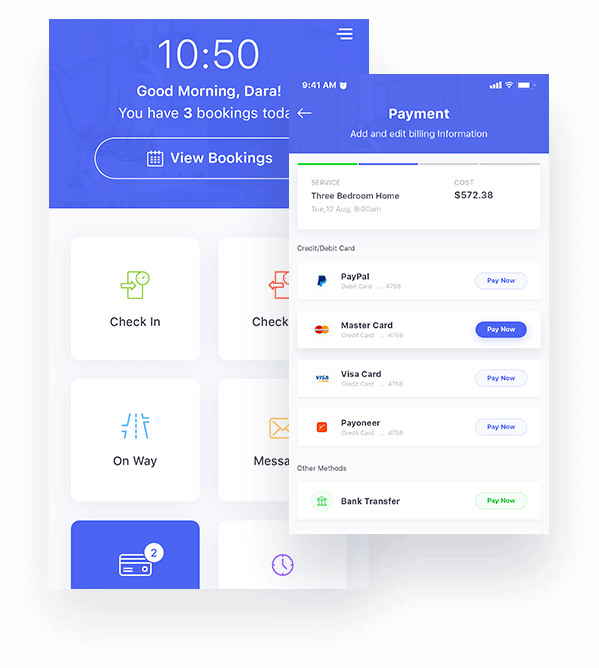 10:50
Good Morning, Dara!
You have 3 bookings toda
View Bookings
Check In
Check
On Way
Messa
2
9:41 AM
Payment
Add and edit billing Information
SERVICE
COST
Three Bedroom Home
$572.38
Tue,12 Aug, 9:00am
Credit/Debit Card
PayPal
Debit Card ... 4758
Pay Now
Master Card
Credit Card ... 4758
Pay Now
VISA
Visa Card
Credit Card ... 4758
Pay Now
Payoneer
Credit Card ... 4758
Pay Now
Other Methods
Bank Transfer
Pay Now